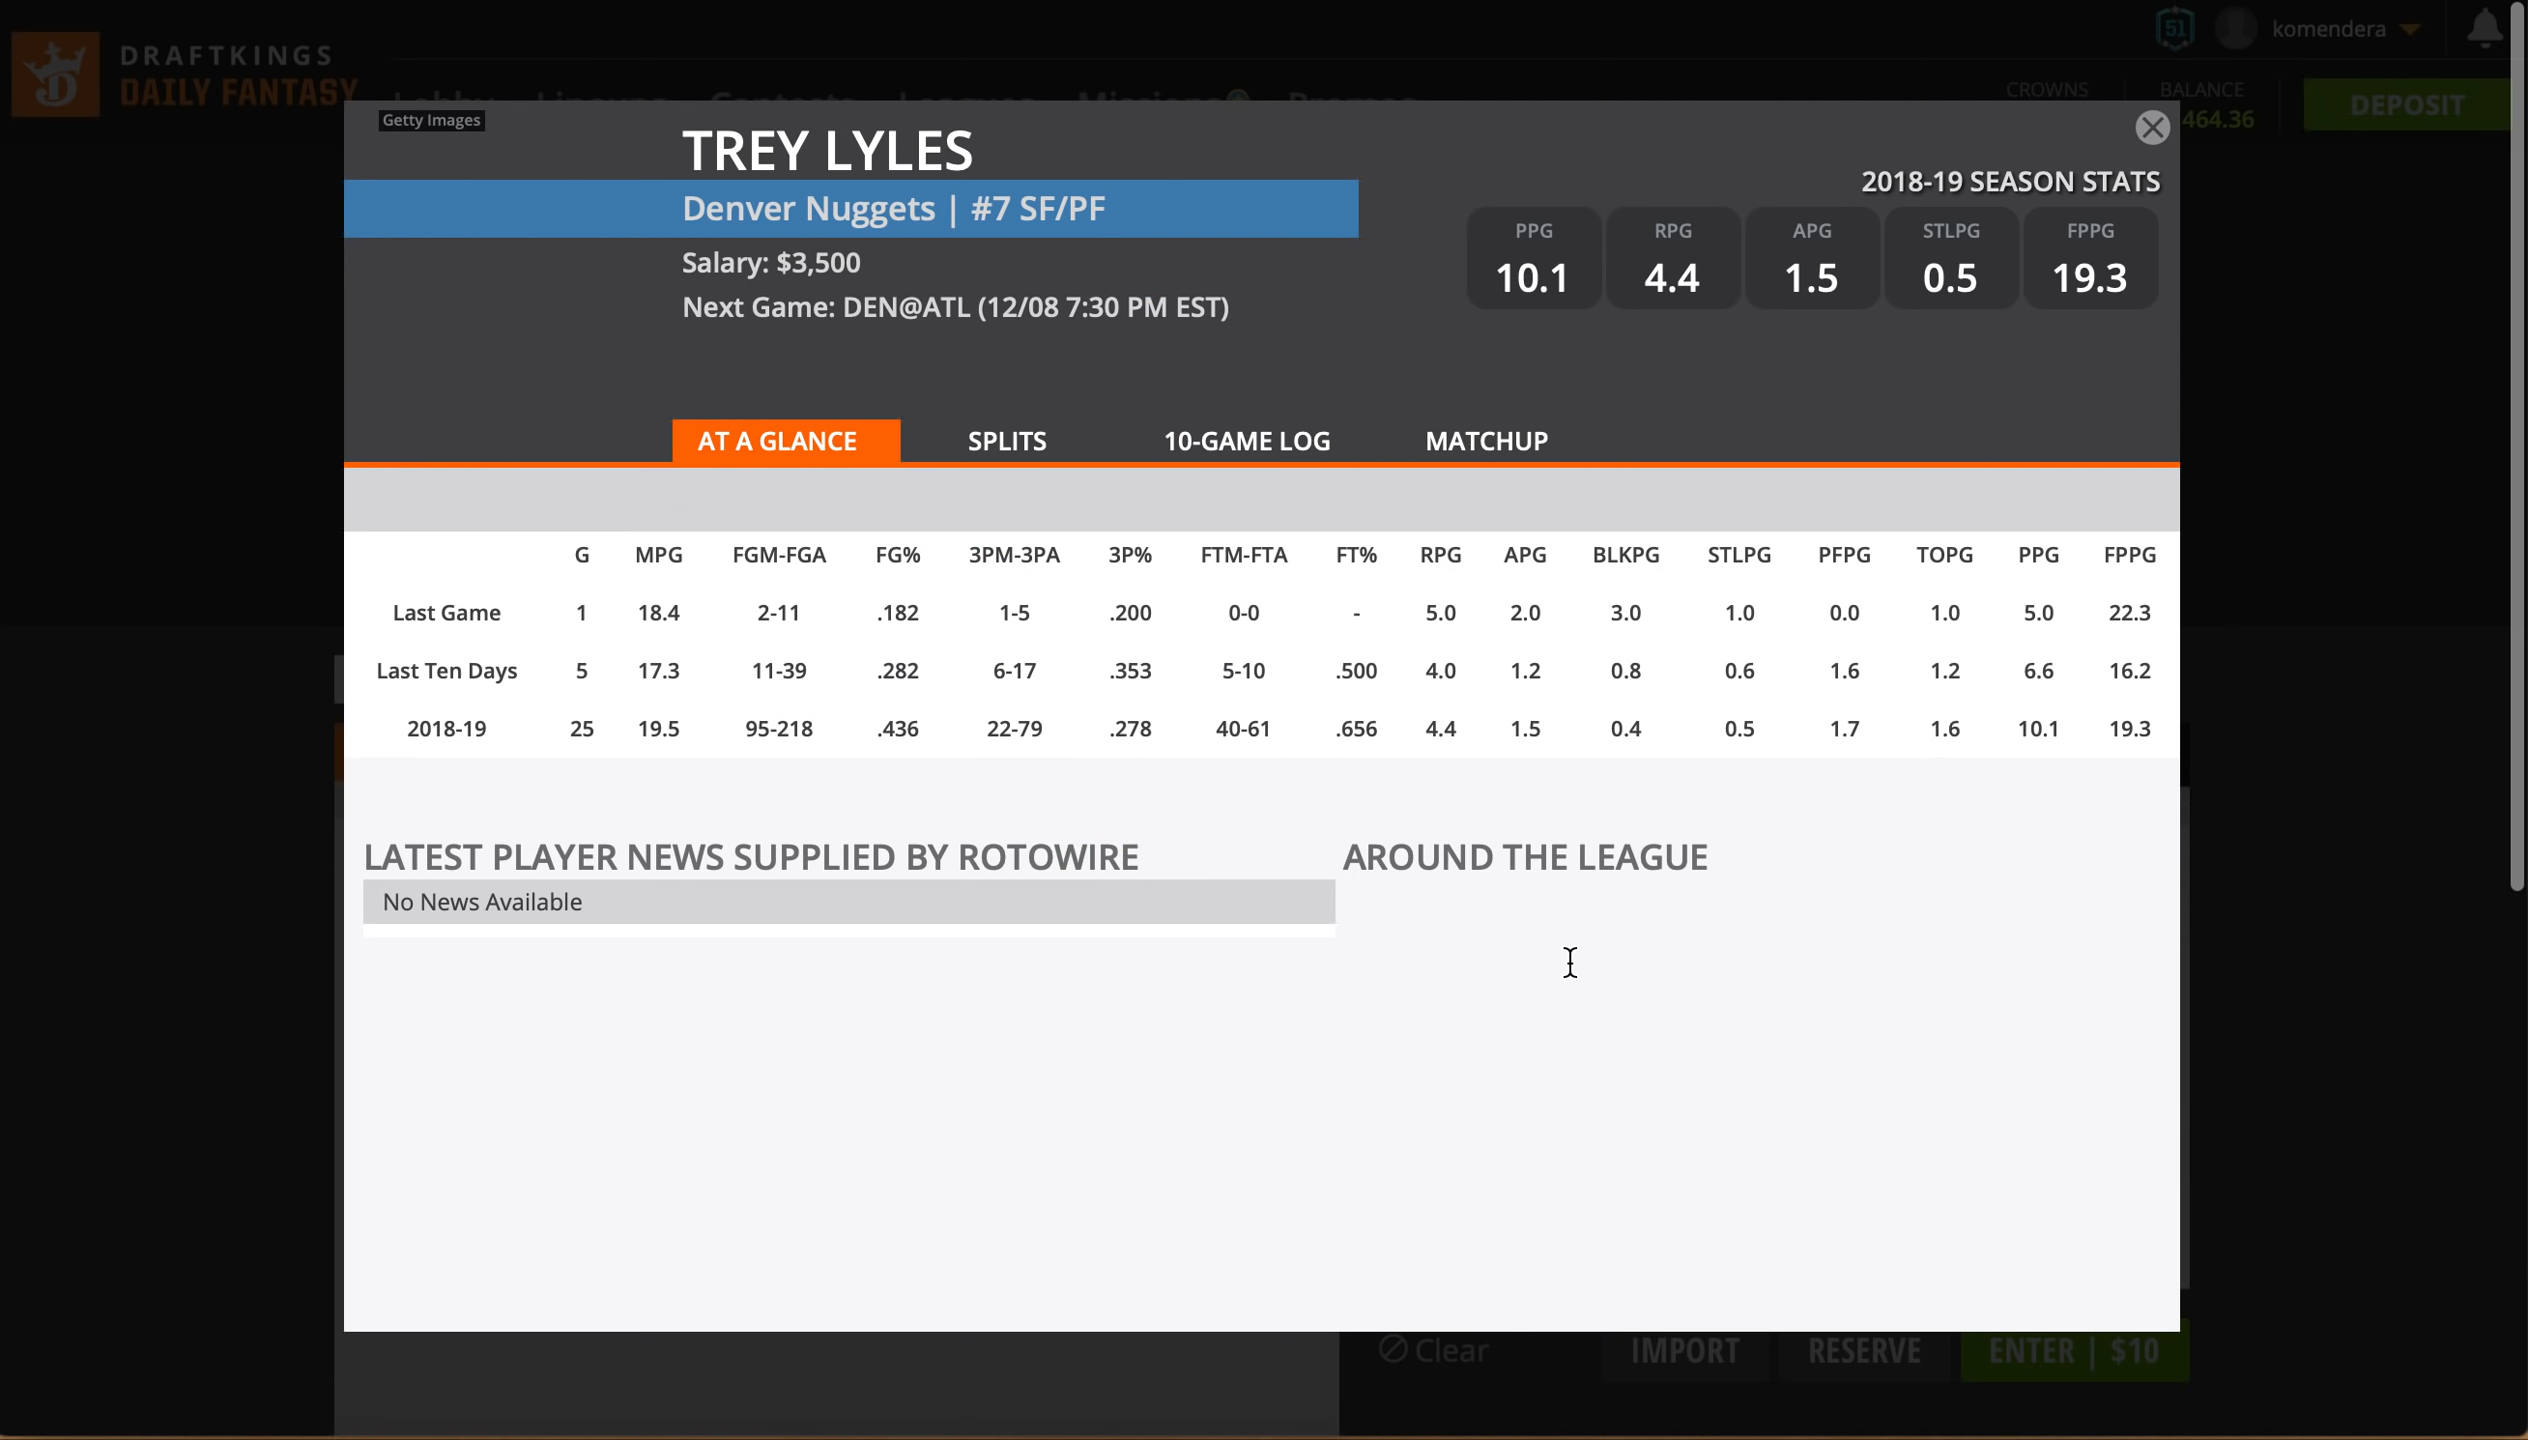 DRAFTKINGS
DAILY FANTASY
51
komendera
CROWNS
BALANCE
464.36
DEPOSIT
Getty Images
TREY LYLES
Denver Nuggets | #7 SF/PF
Salary: $3,500
Next Game: DEN@ATL (12/08 7:30 PM EST)
2018-19 SEASON STATS
PPG RPG APG STLPG FPPG
10.1 4.4 1.5 0.5 19.3
AT A GLANCE SPLITS 10-GAME LOG MATCHUP
G MPG FGM-FGA FG% 3PM-3PA 3P% FTM-FTA FT% RPG APG BLKPG STLPG PFPG TOPG PPG FPPG
Last Game 1 18.4 2-11 .182 1-5 .200 0-0 - 5.0 2.0 3.0 1.0 0.0 1.0 5.0 22.3
Last Ten Days 5 17.3 11-39 .282 6-17 .353 5-10 .500 4.0 1.2 0.8 0.6 1.6 1.2 6.6 16.2
2018-19 25 19.5 95-218 .436 22-79 .278 40-61 .656 4.4 1.5 0.4 0.5 1.7 1.6 10.1 19.3
LATEST PLAYER NEWS SUPPLIED BY ROTOWIRE
No News Available
AROUND THE LEAGUE
Clear
IMPORT
RESERVE
ENTER | $10